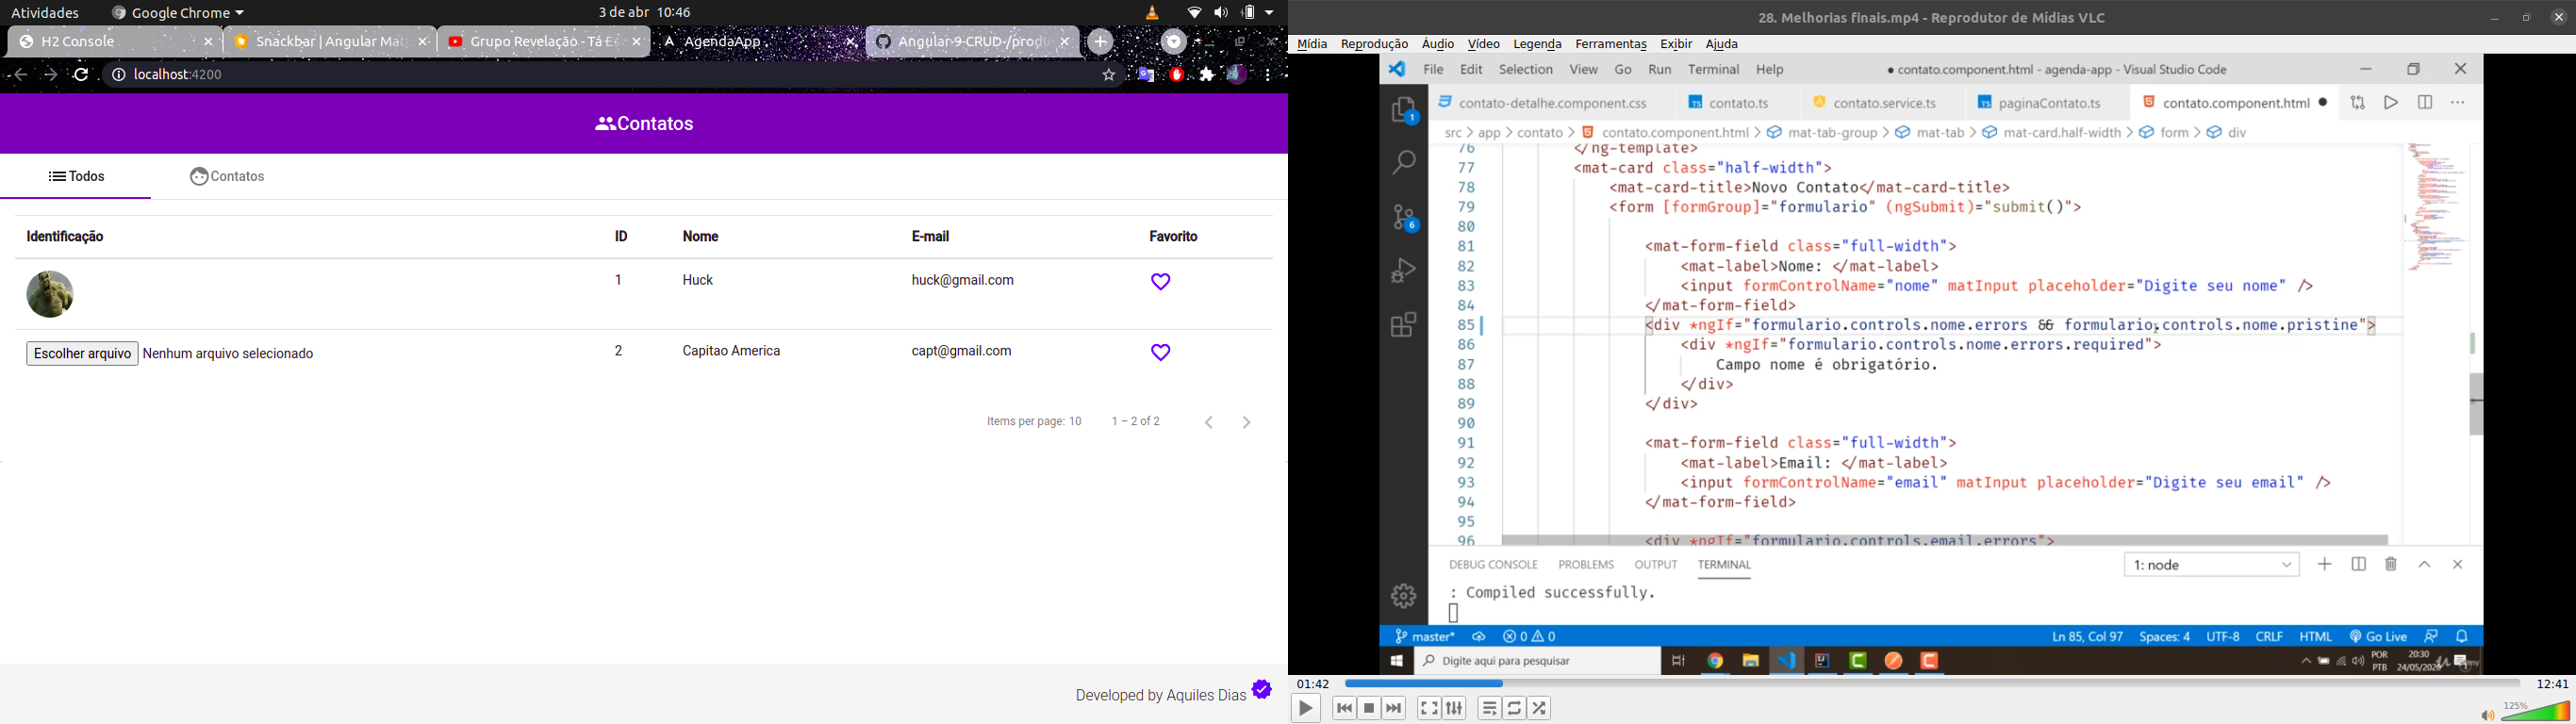 Atividades
Google Chrome
3 de abr 10:46
H2 Console
Snackbar | Angular Mat
Grupo Revelação - Tá Es
AgendaApp
Angular-9-CRUD-/produ
localhost:4200
Contatos
Todos
Contatos
Identificação ID Nome E-mail Favorito
1 Huck huck@gmail.com
Escolher arquivo Nenhum arquivo selecionado 2 Capitao America capt@gmail.com
Items per page: 10 1 – 2 of 2
Developed by Aquiles Dias
28. Melhorias finais.mp4 - Reprodutor de Mídias VLC
Mídia Reprodução Áudio Vídeo Legenda Ferramentas Exibir Ajuda
File Edit Selection View Go Run Terminal Help
● contato.component.html - agenda-app - Visual Studio Code
contato-detalhe.component.css
TS contato.ts
contato.service.ts
TS paginaContato.ts
contato.component.html ●
src > app > contato > contato.component.html > mat-tab-group > mat-tab > mat-card.half-width > form > div
76 </ng-template>
77 <mat-card class="half-width">
78 <mat-card-title>Novo Contato</mat-card-title>
79 <form [formGroup]="formulario" (ngSubmit)="submit()">
80
81 <mat-form-field class="full-width">
82 <mat-label>Nome: </mat-label>
83 <input formControlName="nome" matInput placeholder="Digite seu nome" />
84 </mat-form-field>
85 <div *ngIf="formulario.controls.nome.errors && formulario.controls.nome.pristine">
86 <div *ngIf="formulario.controls.nome.errors.required">
87 Campo nome é obrigatório.
88 </div>
89 </div>
90
91 <mat-form-field class="full-width">
92 <mat-label>Email: </mat-label>
93 <input formControlName="email" matInput placeholder="Digite seu email" />
94 </mat-form-field>
95
96 <div *ngIf="formulario.controls.email.errors">
1
6
DEBUG CONSOLE PROBLEMS OUTPUT TERMINAL
1: node
: Compiled successfully.
master* 0 0
Ln 85, Col 97 Spaces: 4 UTF-8 CRLF HTML Go Live
Digite aqui para pesquisar
POR
PTB
20:30
24/05/2020
01:42
12:41
125%